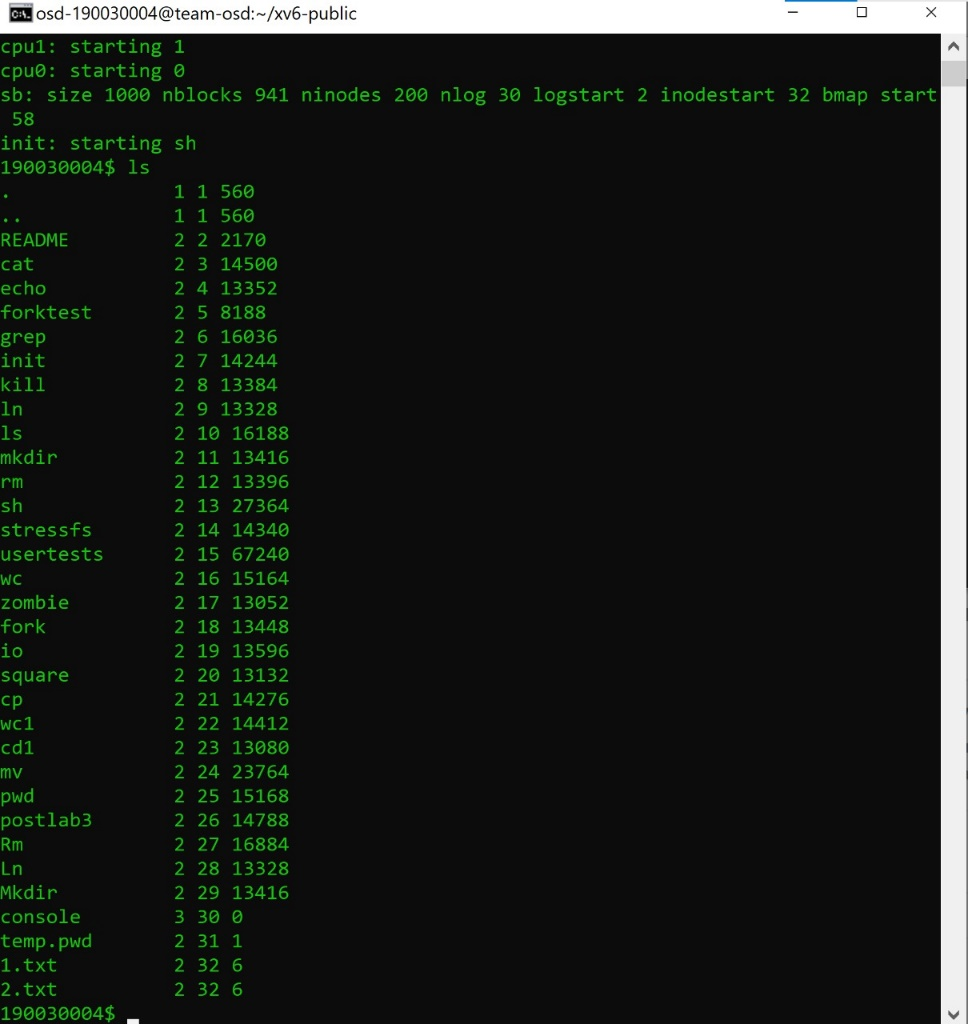 osd-190030004@team-osd:~/xv6-public
cpu1: starting 1
cpu0: starting 0
sb: size 1000 nblocks 941 ninodes 200 nlog 30 logstart 2 inodestart 32 bmap start
 58
init: starting sh
190030004$ ls
.              1 1 560
..             1 1 560
README         2 2 2170
cat            2 3 14500
echo           2 4 13352
forktest       2 5 8188
grep           2 6 16036
init           2 7 14244
kill           2 8 13384
ln             2 9 13328
ls             2 10 16188
mkdir          2 11 13416
rm             2 12 13396
sh             2 13 27364
stressfs       2 14 14340
usertests      2 15 67240
wc             2 16 15164
zombie         2 17 13052
fork           2 18 13448
io             2 19 13596
square         2 20 13132
cp             2 21 14276
wc1            2 22 14412
cd1            2 23 13080
mv             2 24 23764
pwd            2 25 15168
postlab3       2 26 14788
Rm             2 27 16884
Ln             2 28 13328
Mkdir          2 29 13416
console        3 30 0
temp.pwd       2 31 1
1.txt          2 32 6
2.txt          2 32 6
190030004$